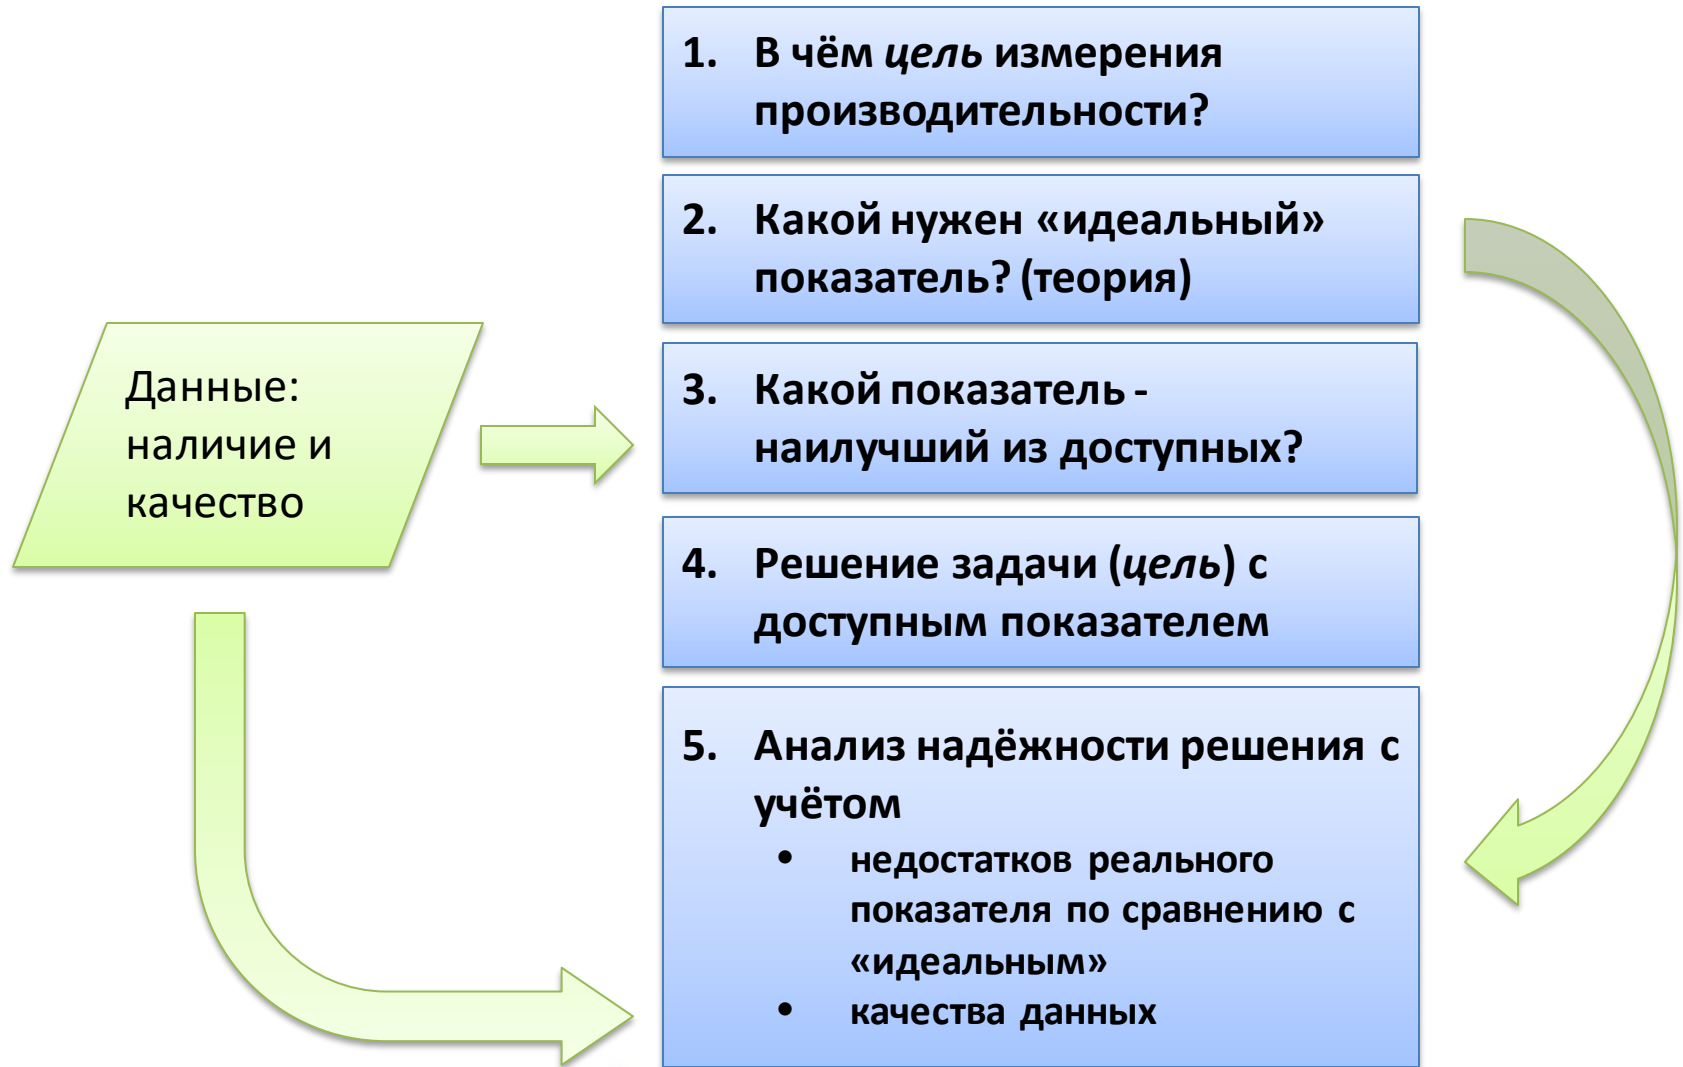 1. В чём цель измерения
производительности?
2. Какой нужен «идеальный»
показатель? (теория)
Данные:
наличие и
качество
3. Какой показатель -
наилучший из доступных?
4. Решение задачи (цель) с
доступным показателем
5. Анализ надёжности решения с
учётом
• недостатков реального
показателя по сравнению с
«идеальным»
• качества данных